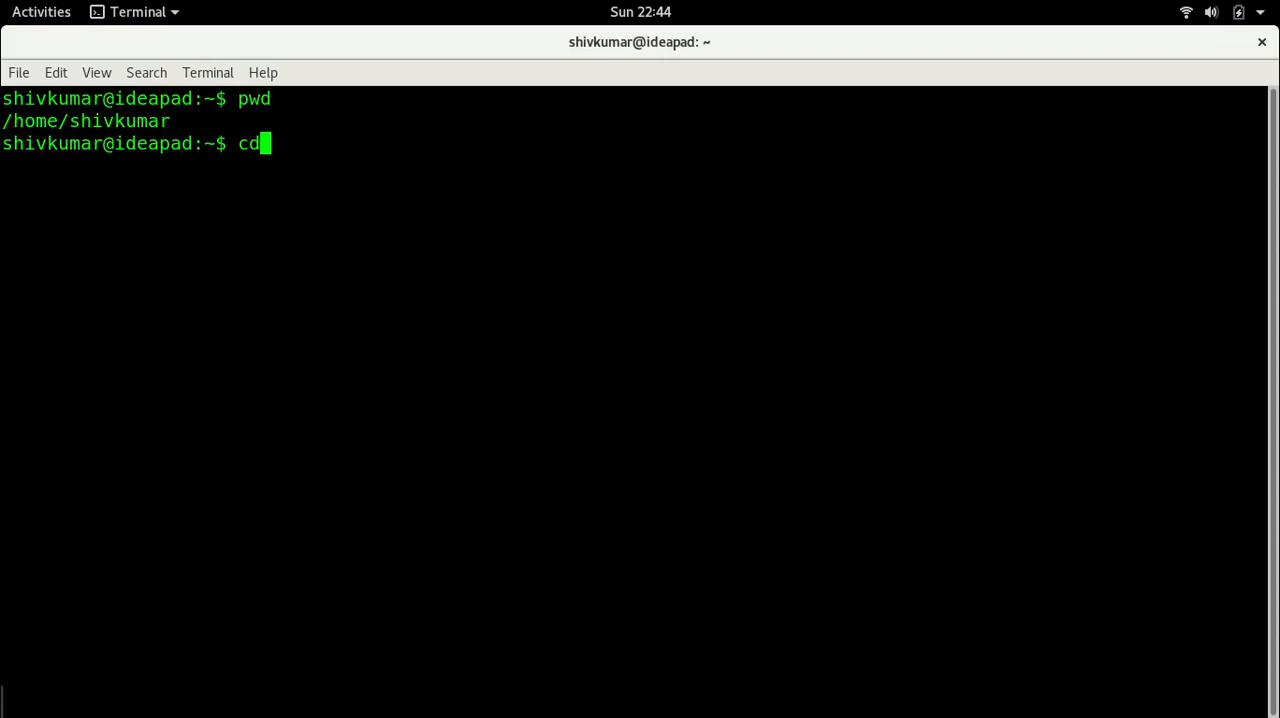 Activities Terminal Sun 22:44
shivkumar@ideapad: ~
File Edit View Search Terminal Help
shivkumar@ideapad:~$ pwd
/home/shivkumar
shivkumar@ideapad:~$ cd